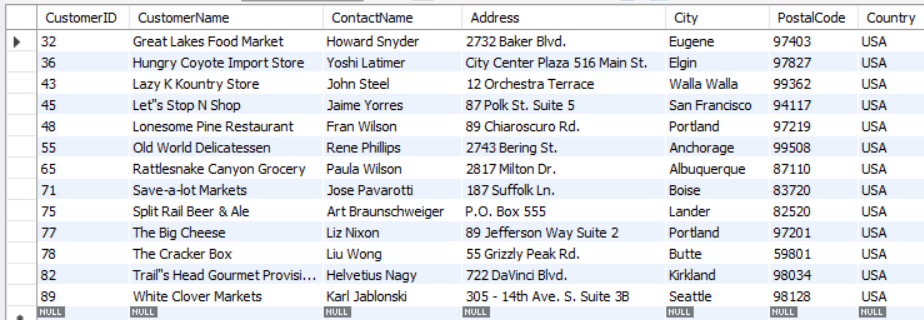 CustomerID CustomerName ContactName Address City PostalCode Country
32 Great Lakes Food Market Howard Snyder 2732 Baker Blvd. Eugene 97403 USA
36 Hungry Coyote Import Store Yoshi Latimer City Center Plaza 516 Main St. Elgin 97827 USA
43 Lazy K Kountry Store John Steel 12 Orchestra Terrace Walla Walla 99362 USA
45 Let"s Stop N Shop Jaime Yorres 87 Polk St. Suite 5 San Francisco 94117 USA
48 Lonesome Pine Restaurant Fran Wilson 89 Chiaroscuro Rd. Portland 97219 USA
55 Old World Delicatessen Rene Phillips 2743 Bering St. Anchorage 99508 USA
65 Rattlesnake Canyon Grocery Paula Wilson 2817 Milton Dr. Albuquerque 87110 USA
71 Save-a-lot Markets Jose Pavarotti 187 Suffolk Ln. Boise 83720 USA
75 Split Rail Beer & Ale Art Braunschweiger P.O. Box 555 Lander 82520 USA
77 The Big Cheese Liz Nixon 89 Jefferson Way Suite 2 Portland 97201 USA
78 The Cracker Box Liu Wong 55 Grizzly Peak Rd. Butte 59801 USA
82 Trail"s Head Gourmet Provisi... Helvetius Nagy 722 DaVinci Blvd. Kirkland 98034 USA
89 White Clover Markets Karl Jablonski 305 - 14th Ave. S. Suite 3B Seattle 98128 USA
NULL NULL NULL NULL NULL NULL NULL